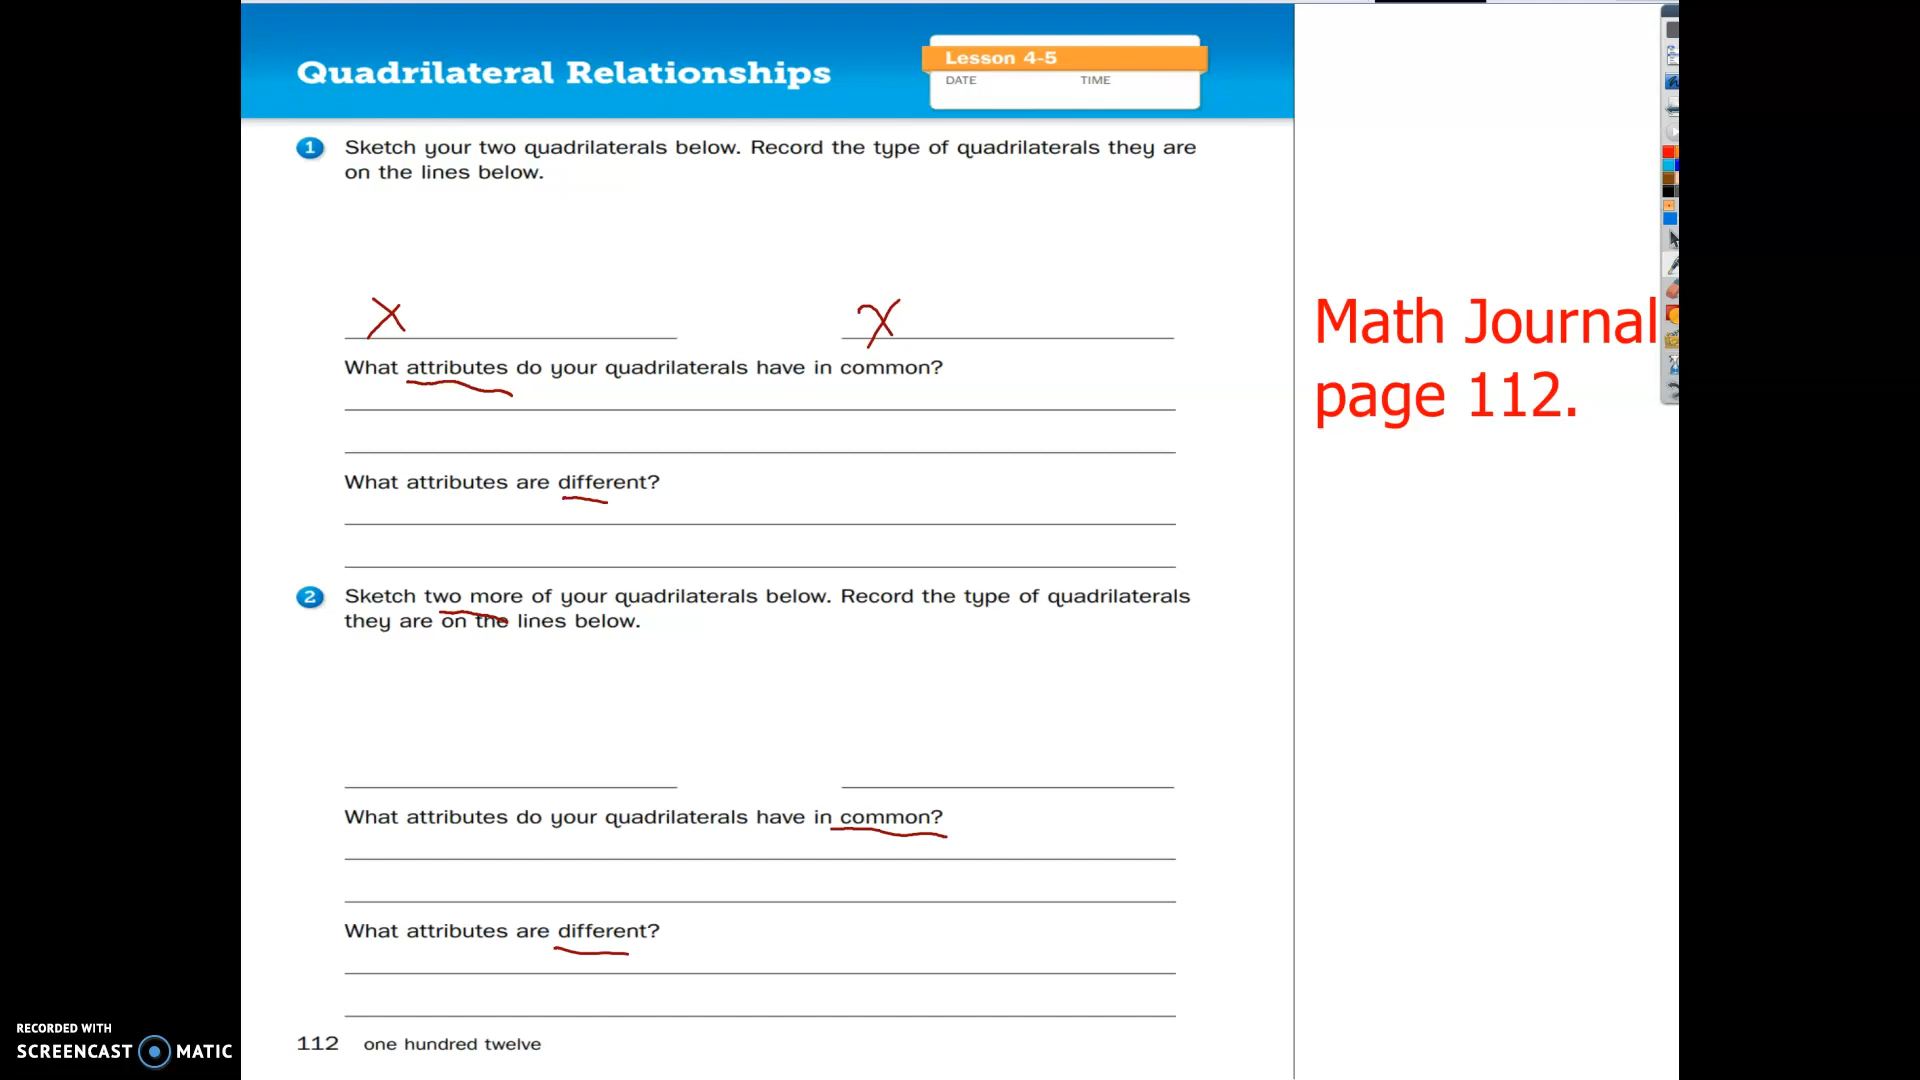 Quadrilateral Relationships
Lesson 4-5
DATE TIME
1 Sketch your two quadrilaterals below. Record the type of quadrilaterals they are
on the lines below.
X X
What attributes do your quadrilaterals have in common?
What attributes are different?
2 Sketch two more of your quadrilaterals below. Record the type of quadrilaterals
they are on the lines below.
What attributes do your quadrilaterals have in common?
What attributes are different?
112 one hundred twelve
Math Journal
page 112.
RECORDED WITH
SCREENCAST MATIC